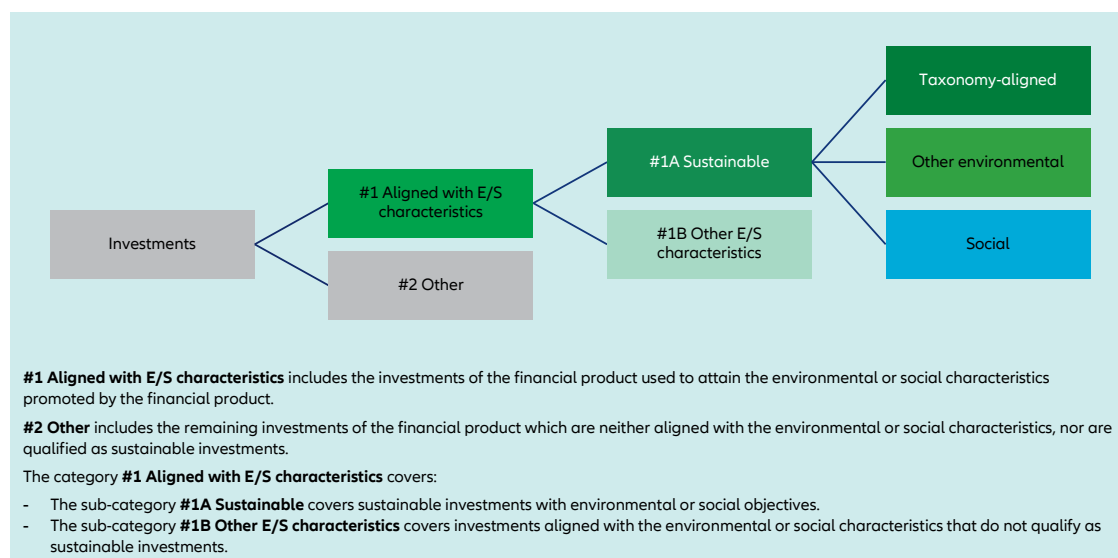 Taxonomy-aligned
#1A Sustainable
Other environmental
#1 Aligned with E/S
characteristics
#1B Other E/S
characteristics
Investments
Social
#2 Other
#1 Aligned with E/S characteristics includes the investments of the financial product used to attain the environmental or social characteristics
promoted by the financial product.
#2 Other includes the remaining investments of the financial product which are neither aligned with the environmental or social characteristics, nor are
qualified as sustainable investments.
The category #1 Aligned with E/S characteristics covers:
- The sub-category #1A Sustainable covers sustainable investments with environmental or social objectives.
- The sub-category #1B Other E/S characteristics covers investments aligned with the environmental or social characteristics that do not qualify as
sustainable investments.